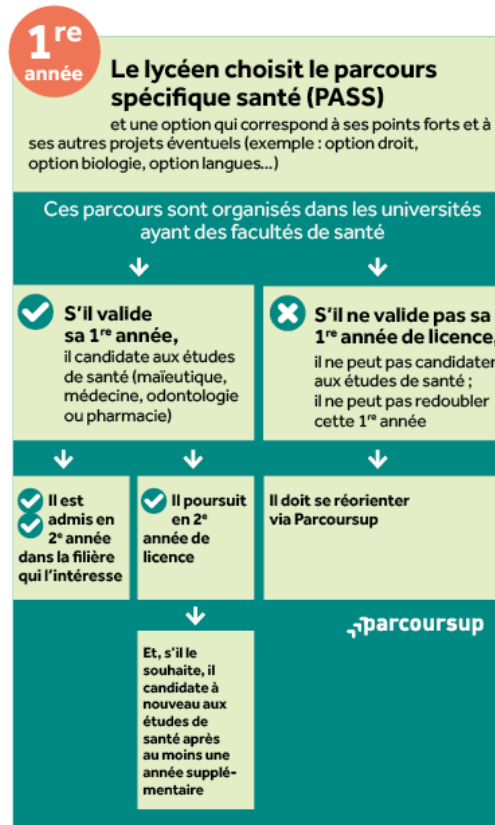 1re
année
Le lycéen choisit le parcours
spécifique santé (PASS)
et une option qui correspond à ses points forts et à
ses autres projets éventuels (exemple : option droit,
option biologie, option langues...)
Ces parcours sont organisés dans les universités
ayant des facultés de santé
S'il valide
sa 1re année,
il candidate aux études
de santé (maïeutique,
médecine, odontologie
ou pharmacie)
S'il ne valide pas sa
1re année de licence,
il ne peut pas candidater
aux études de santé ;
il ne peut pas redoubler
cette 1re année
Il est
admis en
2e année
dans la filière
qui l'intéresse
Il poursuit
en 2e
année de
licence
Il doit se réorienter
via Parcoursup
Et, s'il le
souhaite, il
candidate à
nouveau aux
études de
santé après
au moins une
année supplé-
mentaire
parcoursup